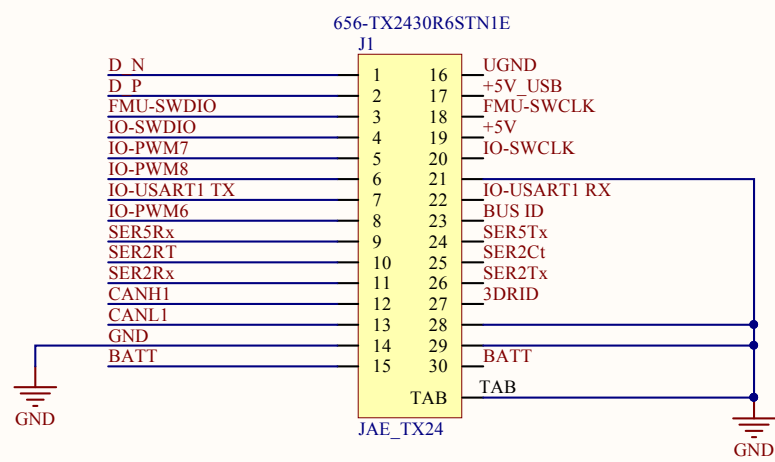 656-TX2430R6STN1E
J1
D_N 1 16 UGND
D_P 2 17 +5V_USB
FMU-SWDIO 3 18 FMU-SWCLK
IO-SWDIO 4 19 +5V
IO-PWM7 5 20 IO-SWCLK
IO-PWM8 6 21
IO-USART1 TX 7 22 IO-USART1 RX
IO-PWM6 8 23 BUS ID
SER5Rx 9 24 SER5Tx
SER2RT 10 25 SER2Ct
SER2Rx 11 26 SER2Tx
CANH1 12 27 3DRID
CANL1 13 28
GND 14 29
BATT 15 30 BATT
TAB TAB
GND
JAE_TX24
GND